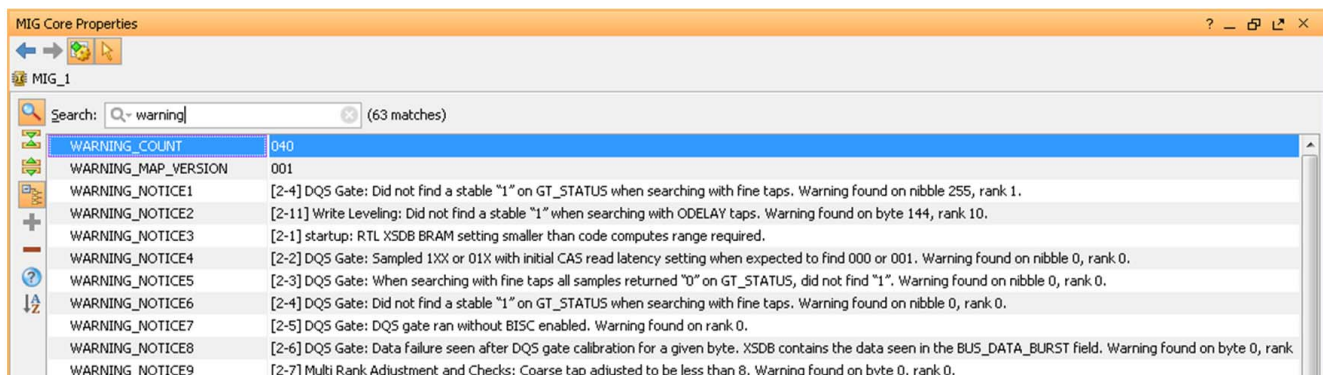 MIG Core Properties
MIG_1
Search: warning (63 matches)
WARNING_COUNT 040
WARNING_MAP_VERSION 001
WARNING_NOTICE1 [2-4] DQS Gate: Did not find a stable "1" on GT_STATUS when searching with fine taps. Warning found on nibble 255, rank 1.
WARNING_NOTICE2 [2-11] Write Leveling: Did not find a stable "1" when searching with ODELAY taps. Warning found on byte 144, rank 10.
WARNING_NOTICE3 [2-1] startup: RTL XSDB BRAM setting smaller than code computes range required.
WARNING_NOTICE4 [2-2] DQS Gate: Sampled 1XX or 01X with initial CAS read latency setting when expected to find 000 or 001. Warning found on nibble 0, rank 0.
WARNING_NOTICE5 [2-3] DQS Gate: When searching with fine taps all samples returned "0" on GT_STATUS, did not find "1". Warning found on nibble 0, rank 0.
WARNING_NOTICE6 [2-4] DQS Gate: Did not find a stable "1" on GT_STATUS when searching with fine taps. Warning found on nibble 0, rank 0.
WARNING_NOTICE7 [2-5] DQS Gate: DQS gate ran without BISC enabled. Warning found on rank 0.
WARNING_NOTICE8 [2-6] DQS Gate: Data failure seen after DQS gate calibration for a given byte. XSDB contains the data seen in the BUS_DATA_BURST field. Warning found on byte 0, rank
WARNING_NOTICE9 [2-7] Multi Rank Adjustment and Checks: Coarse tap adjusted to be less than 8. Warning found on byte 0, rank 0.